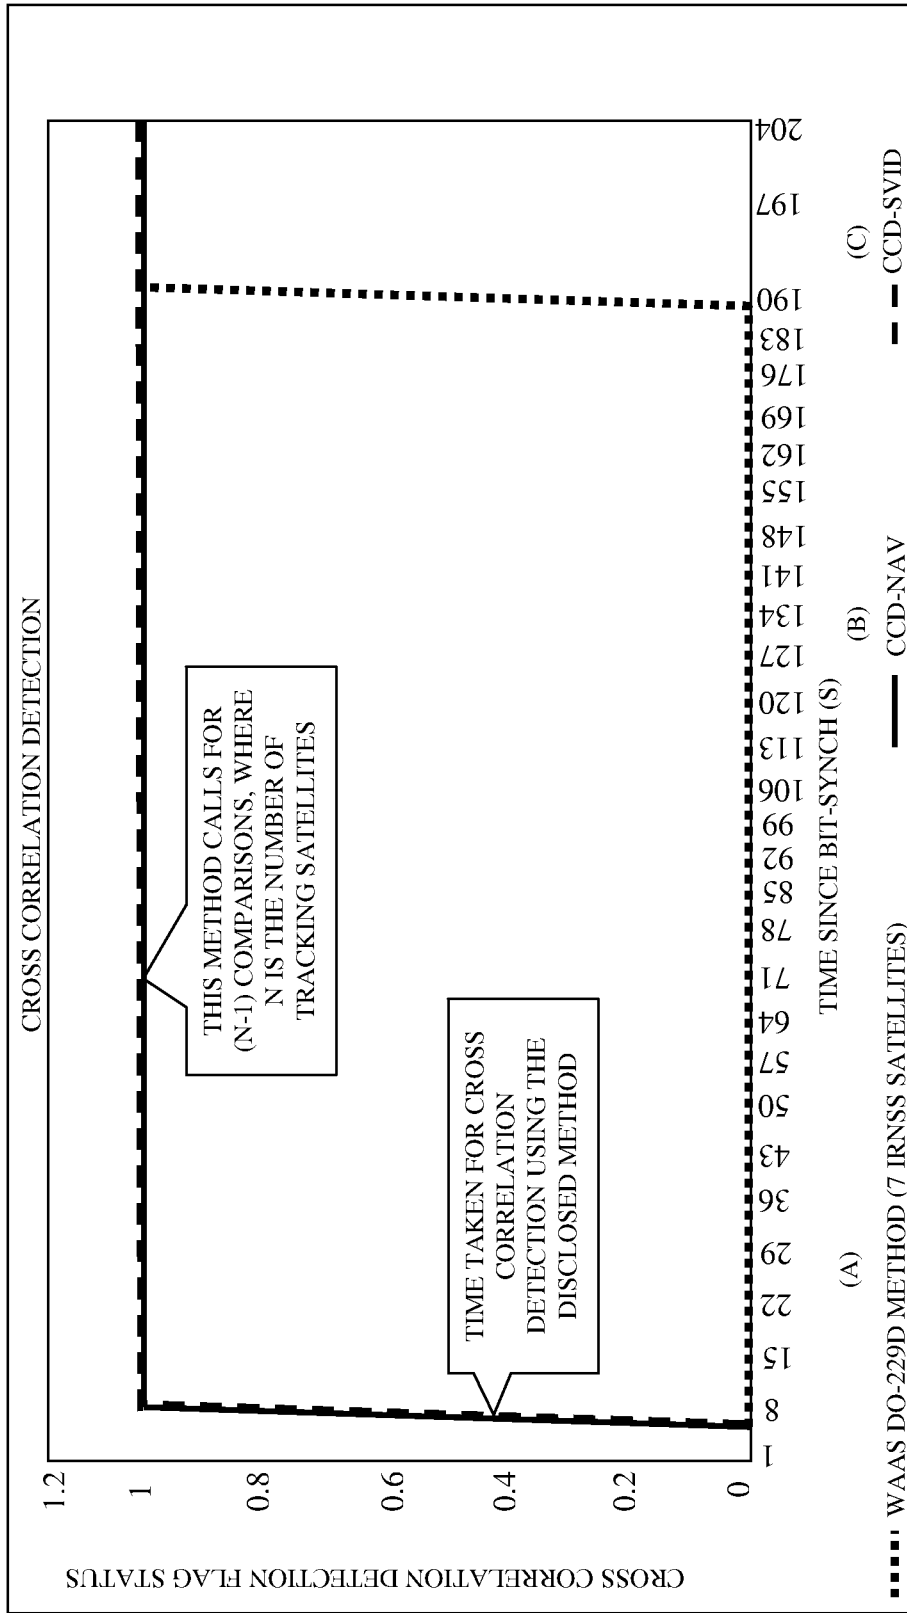 CROSS CORRELATION DETECTION
CROSS CORRELATION DETECTION FLAG STATUS
1.2
1
0.8
0.6
0.4
0.2
0
THIS METHOD CALLS FOR
(N-1) COMPARISONS, WHERE
N IS THE NUMBER OF
TRACKING SATELLITES
TIME TAKEN FOR CROSS
CORRELATION
DETECTION USING THE
DISCLOSED METHOD
1 8 15 22 29 36 43 50 57 64 71 78 85 92 99 106 113 120 127 134 141 148 155 162 169 176 183 190 197 204
TIME SINCE BIT-SYNCH (S)
(A) (B) (C)
WAAS DO-229D METHOD (7 IRNSS SATELLITES) CCD-NAV CCD-SVID